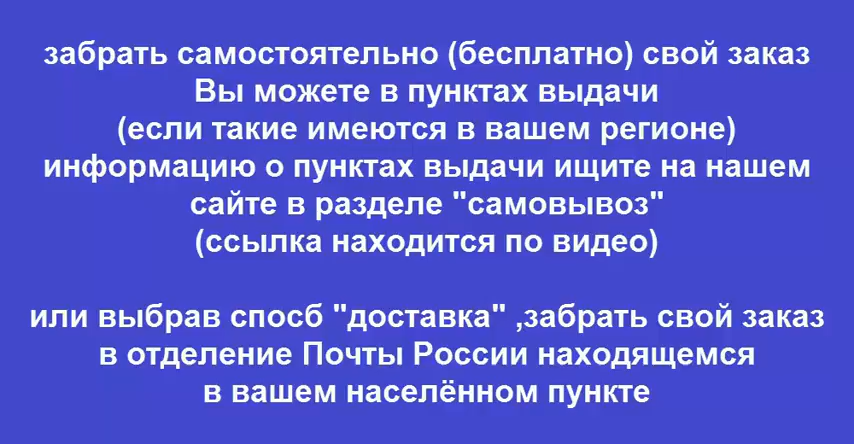 забрать самостоятельно (бесплатно) свой заказ
Вы можете в пунктах выдачи
(если такие имеются в вашем регионе)
информацию о пунктах выдачи ищите на нашем
сайте в разделе "самовывоз"
(ссылка находится по видео)
или выбрав спосб "доставка" ,забрать свой заказ
в отделение Почты России находящемся
в вашем населённом пункте